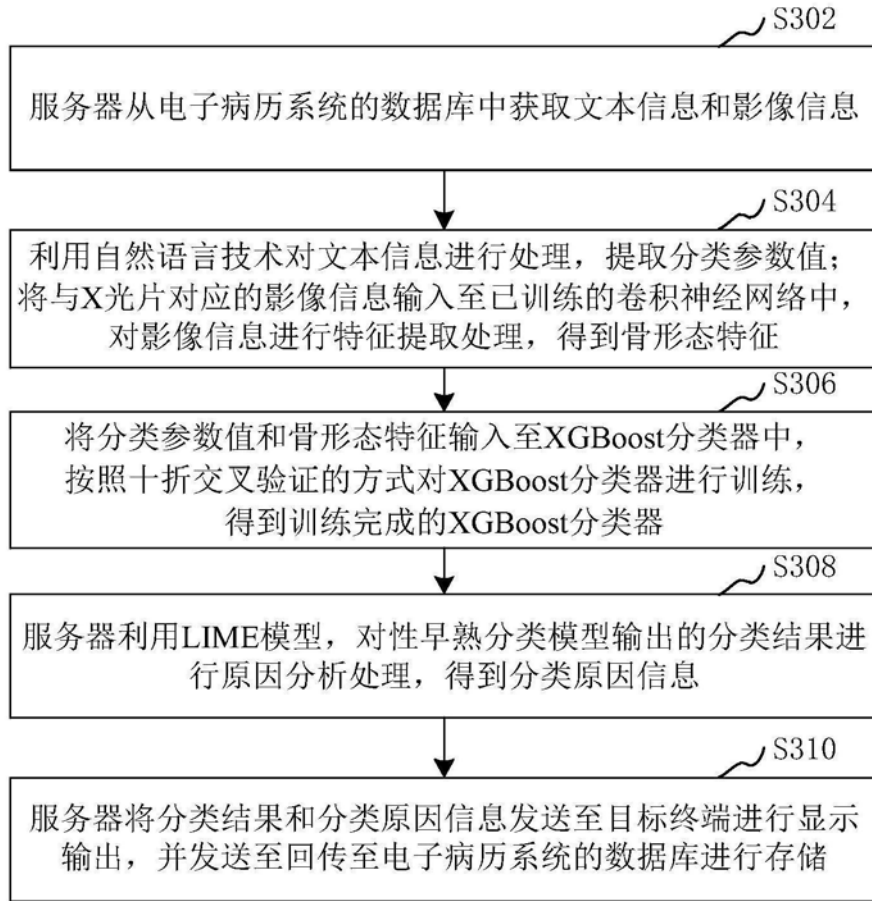 S302
服务器从电子病历系统的数据库中获取文本信息和影像信息
S304
利用自然语言技术对文本信息进行处理，提取分类参数值；
将与X光片对应的影像信息输入至已训练的卷积神经网络中，
对影像信息进行特征提取处理，得到骨形态特征
S306
将分类参数值和骨形态特征输入至XGBoost分类器中，
按照十折交叉验证的方式对XGBoost分类器进行训练，
得到训练完成的XGBoost分类器
S308
服务器利用LIME模型，对性早熟分类模型输出的分类结果进
行原因分析处理，得到分类原因信息
S310
服务器将分类结果和分类原因信息发送至目标终端进行显示
输出，并发送至回传至电子病历系统的数据库进行存储